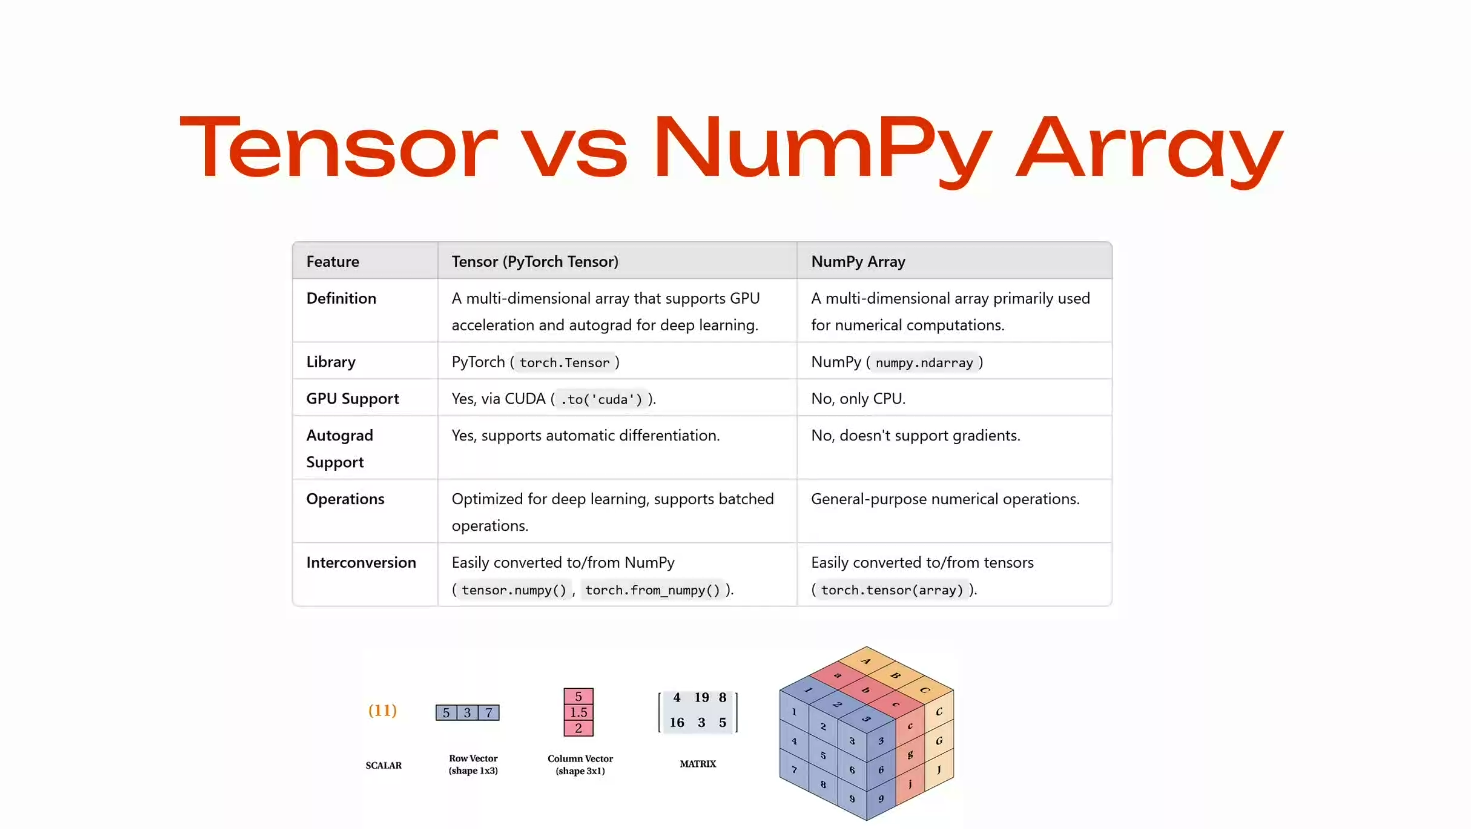 Tensor vs NumPy Array
Feature Tensor (PyTorch Tensor) NumPy Array
Definition A multi-dimensional array that supports GPU A multi-dimensional array primarily used
acceleration and autograd for deep learning. for numerical computations.
Library PyTorch ( torch.Tensor ) NumPy ( numpy.ndarray )
GPU Support Yes, via CUDA ( .to('cuda') ). No, only CPU.
Autograd Yes, supports automatic differentiation. No, doesn't support gradients.
Support
Operations Optimized for deep learning, supports batched General-purpose numerical operations.
operations.
Interconversion Easily converted to/from NumPy Easily converted to/from tensors
( tensor.numpy() , torch.from_numpy() ). ( torch.tensor(array) ).
(11)
SCALAR
5 3 7
Row Vector
(shape 1x3)
5
1.5
2
Column Vector
(shape 3x1)
4 19 8
16 3 5
MATRIX
A B C
a b c
1 2 3
1 2 3
4 5 6
7 8 9
3 c C
6 g G
9 j J